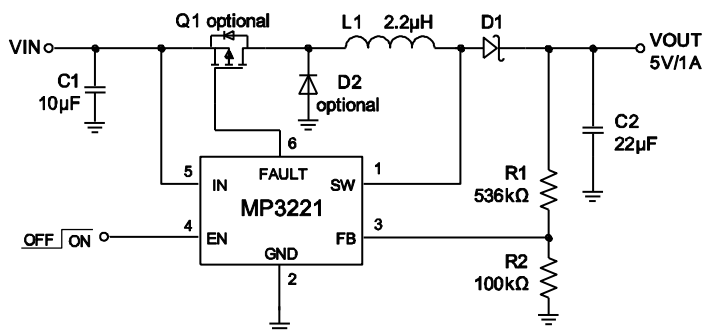 Q1 optional
L1 2.2µH
D1
VIN
VOUT
5V/1A
C1
10µF
D2
optional
C2
22µF
6
5
1
FAULT
IN
SW
R1
536kΩ
MP3221
4
3
OFF ON
EN
FB
GND
R2
100kΩ
2